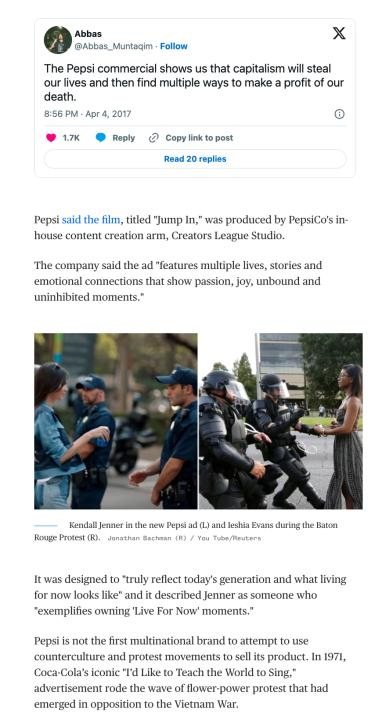 Abbas
@Abbas_Muntaqim · Follow
The Pepsi commercial shows us that capitalism will steal
our lives and then find multiple ways to make a profit of our
death.
8:56 PM · Apr 4, 2017
1.7K Reply Copy link to post
Read 20 replies
Pepsi said the film, titled "Jump In," was produced by PepsiCo's in-
house content creation arm, Creators League Studio.
The company said the ad "features multiple lives, stories and
emotional connections that show passion, joy, unbound and
uninhibited moments."
Kendall Jenner in the new Pepsi ad (L) and Ieshia Evans during the Baton
Rouge Protest (R). Jonathan Bachman (R) / You Tube/Reuters
It was designed to "truly reflect today's generation and what living
for now looks like" and it described Jenner as someone who
"exemplifies owning 'Live For Now' moments."
Pepsi is not the first multinational brand to attempt to use
counterculture and protest movements to sell its product. In 1971,
Coca-Cola's iconic "I'd Like to Teach the World to Sing,"
advertisement rode the wave of flower-power protest that had
emerged in opposition to the Vietnam War.